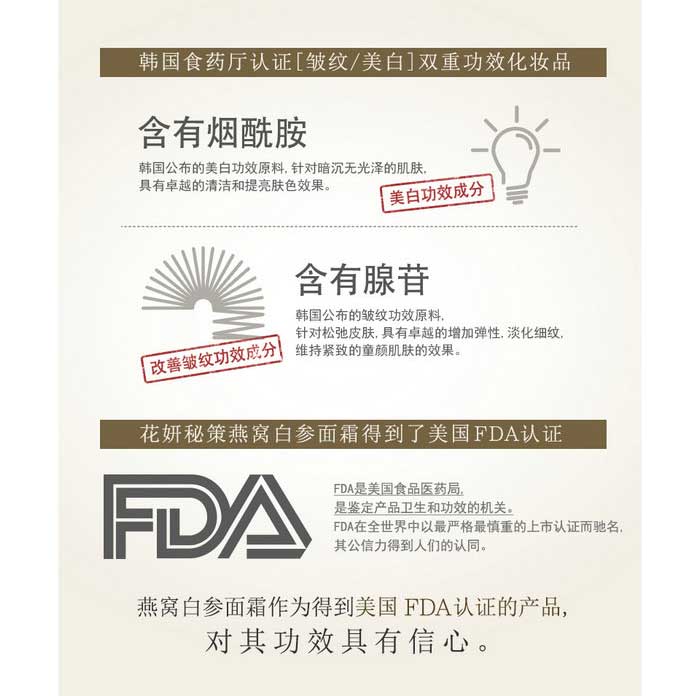 韩国食药厅认证[皱纹/美白]双重功效化妆品
含有烟酰胺
韩国公布的美白功效原料, 针对暗沉无光泽的肌肤,
具有卓越的清洁和提亮肤色效果。
美白功效成分
含有腺苷
韩国公布的皱纹功效原料,
针对松弛皮肤, 具有卓越的增加弹性, 淡化细纹,
维持紧致的童颜肌肤的效果。
改善皱纹功效成分
花妍秘策燕窝白参面霜得到了美国FDA认证
FDA
FDA是美国食品医药局,
是鉴定产品卫生和功效的机关。
FDA在全世界中以最严格最慎重的上市认证而驰名,
其公信力得到人们的认同。
燕窝白参面霜作为得到美国 FDA认证的产品,
对其功效具有信心。